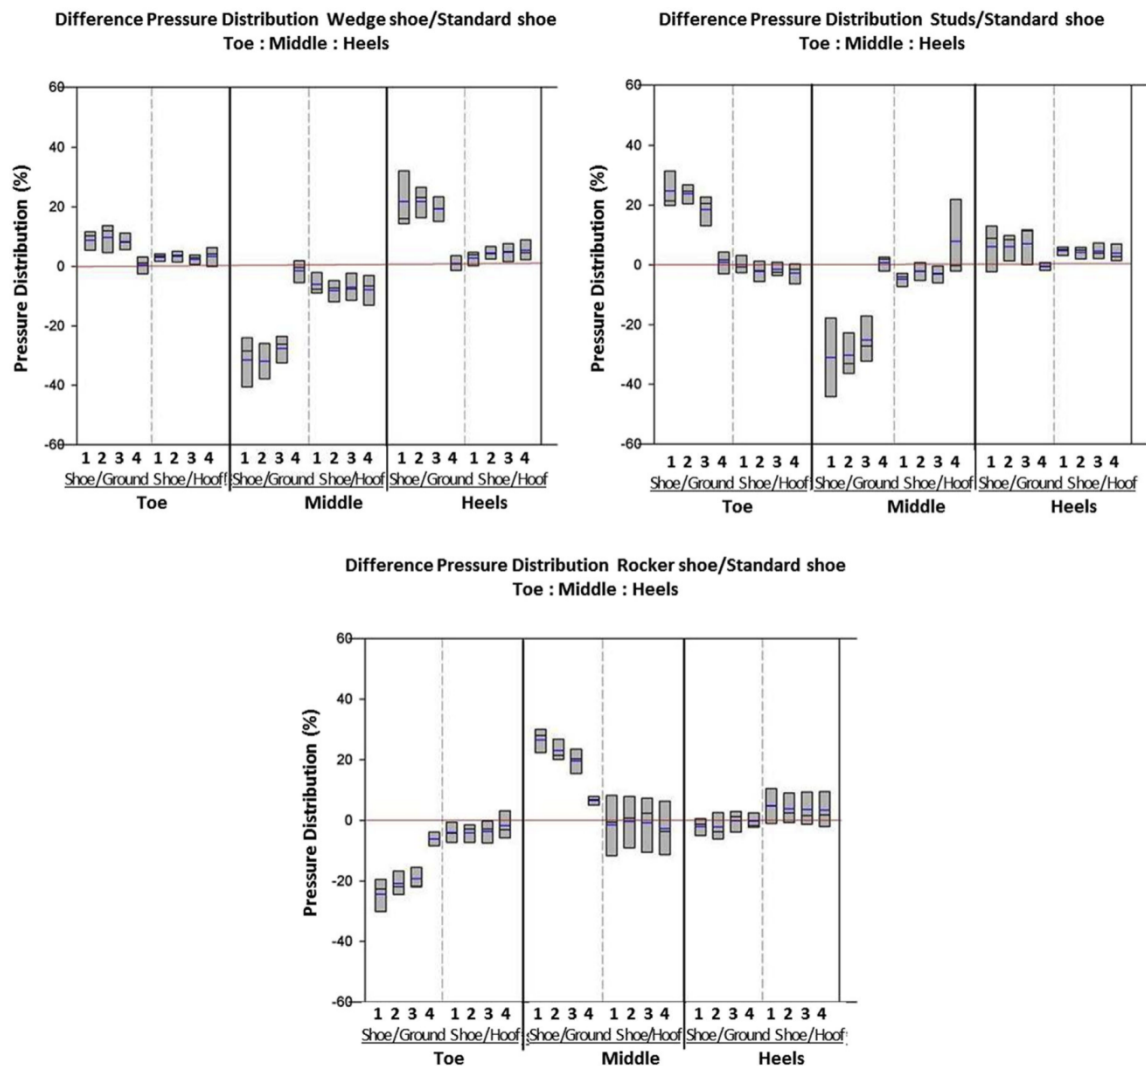 Difference Pressure Distribution Wedge shoe/Standard shoe
Toe : Middle : Heels
60
40
20
0
-20
-40
-60
Pressure Distribution (%)
1 2 3 4 1 2 3 4 1 2 3 4 1 2 3 4 1 2 3 4 1 2 3 4
Shoe/Ground Shoe/Hoof Shoe/Ground Shoe/Hoof Shoe/Ground Shoe/Hoof
Toe Middle Heels
Difference Pressure Distribution Studs/Standard shoe
Toe : Middle : Heels
60
40
20
0
-20
-40
-60
Pressure Distribution (%)
1 2 3 4 1 2 3 4 1 2 3 4 1 2 3 4 1 2 3 4 1 2 3 4
Shoe/Ground Shoe/Hoof Shoe/Ground Shoe/Hoof Shoe/Ground Shoe/Hoof
Toe Middle Heels
Difference Pressure Distribution Rocker shoe/Standard shoe
Toe : Middle : Heels
60
40
20
0
-20
-40
-60
Pressure Distribution (%)
1 2 3 4 1 2 3 4 1 2 3 4 1 2 3 4 1 2 3 4 1 2 3 4
Shoe/Ground Shoe/Hoof Shoe/Ground Shoe/Hoof Shoe/Ground Shoe/Hoof
Toe Middle Heels